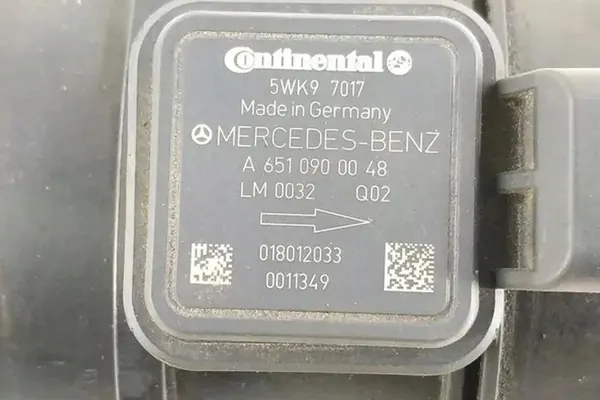 Continental
5WK9 7017
Made in Germany
MERCEDES-BENZ
A 651 090 00 48
LM 0032 Q02
018012033
0011349